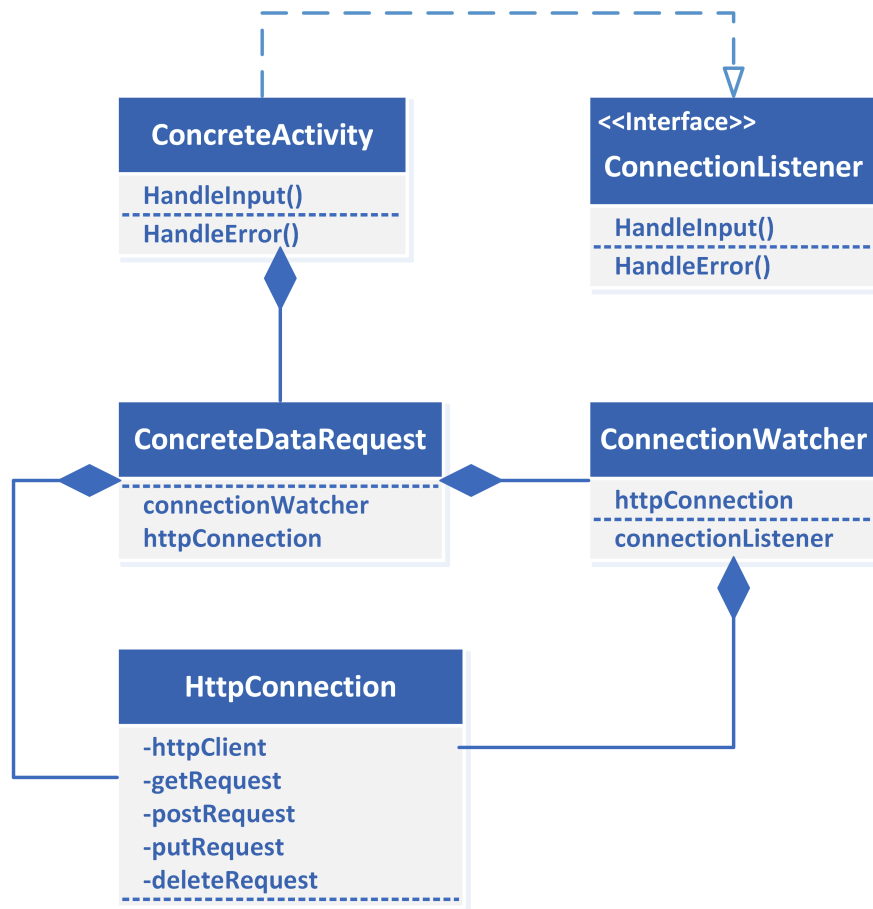 ConcreteActivity
HandleInput()
HandleError()
<<Interface>>
ConnectionListener
HandleInput()
HandleError()
ConcreteDataRequest
connectionWatcher
httpConnection
ConnectionWatcher
httpConnection
connectionListener
HttpConnection
-httpClient
-getRequest
-postRequest
-putRequest
-deleteRequest